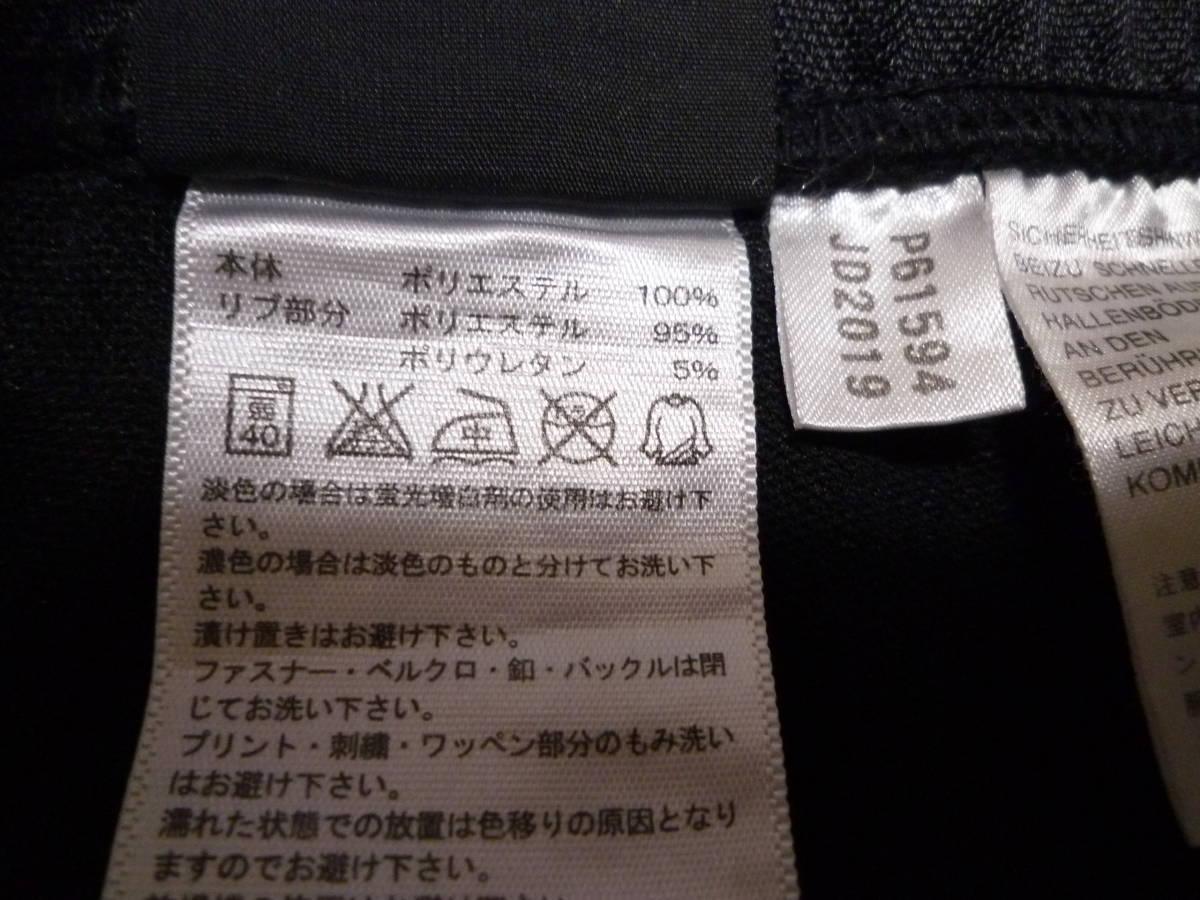 本体 ポリエステル 100%
リブ部分 ポリエステル 95%
ポリウレタン 5%
弱
40
中
淡色の場合は蛍光増白剤の使用はお避け下
さい。
濃色の場合は淡色のものと分けてお洗い下
さい。
漬け置きはお避け下さい。
ファスナー・ベルクロ・釦・バックルは閉
じてお洗い下さい。
プリント・刺繍・ワッペン部分のもみ洗い
はお避け下さい。
濡れた状態での放置は色移りの原因となり
ますのでお避け下さい。
P61594
JD2019
BEIZU SCHNELLE
RUTSCHEN AU
HALLENBÖD
AN DEN
BERÜHR
ZU VER
LEICH
KOM
注意